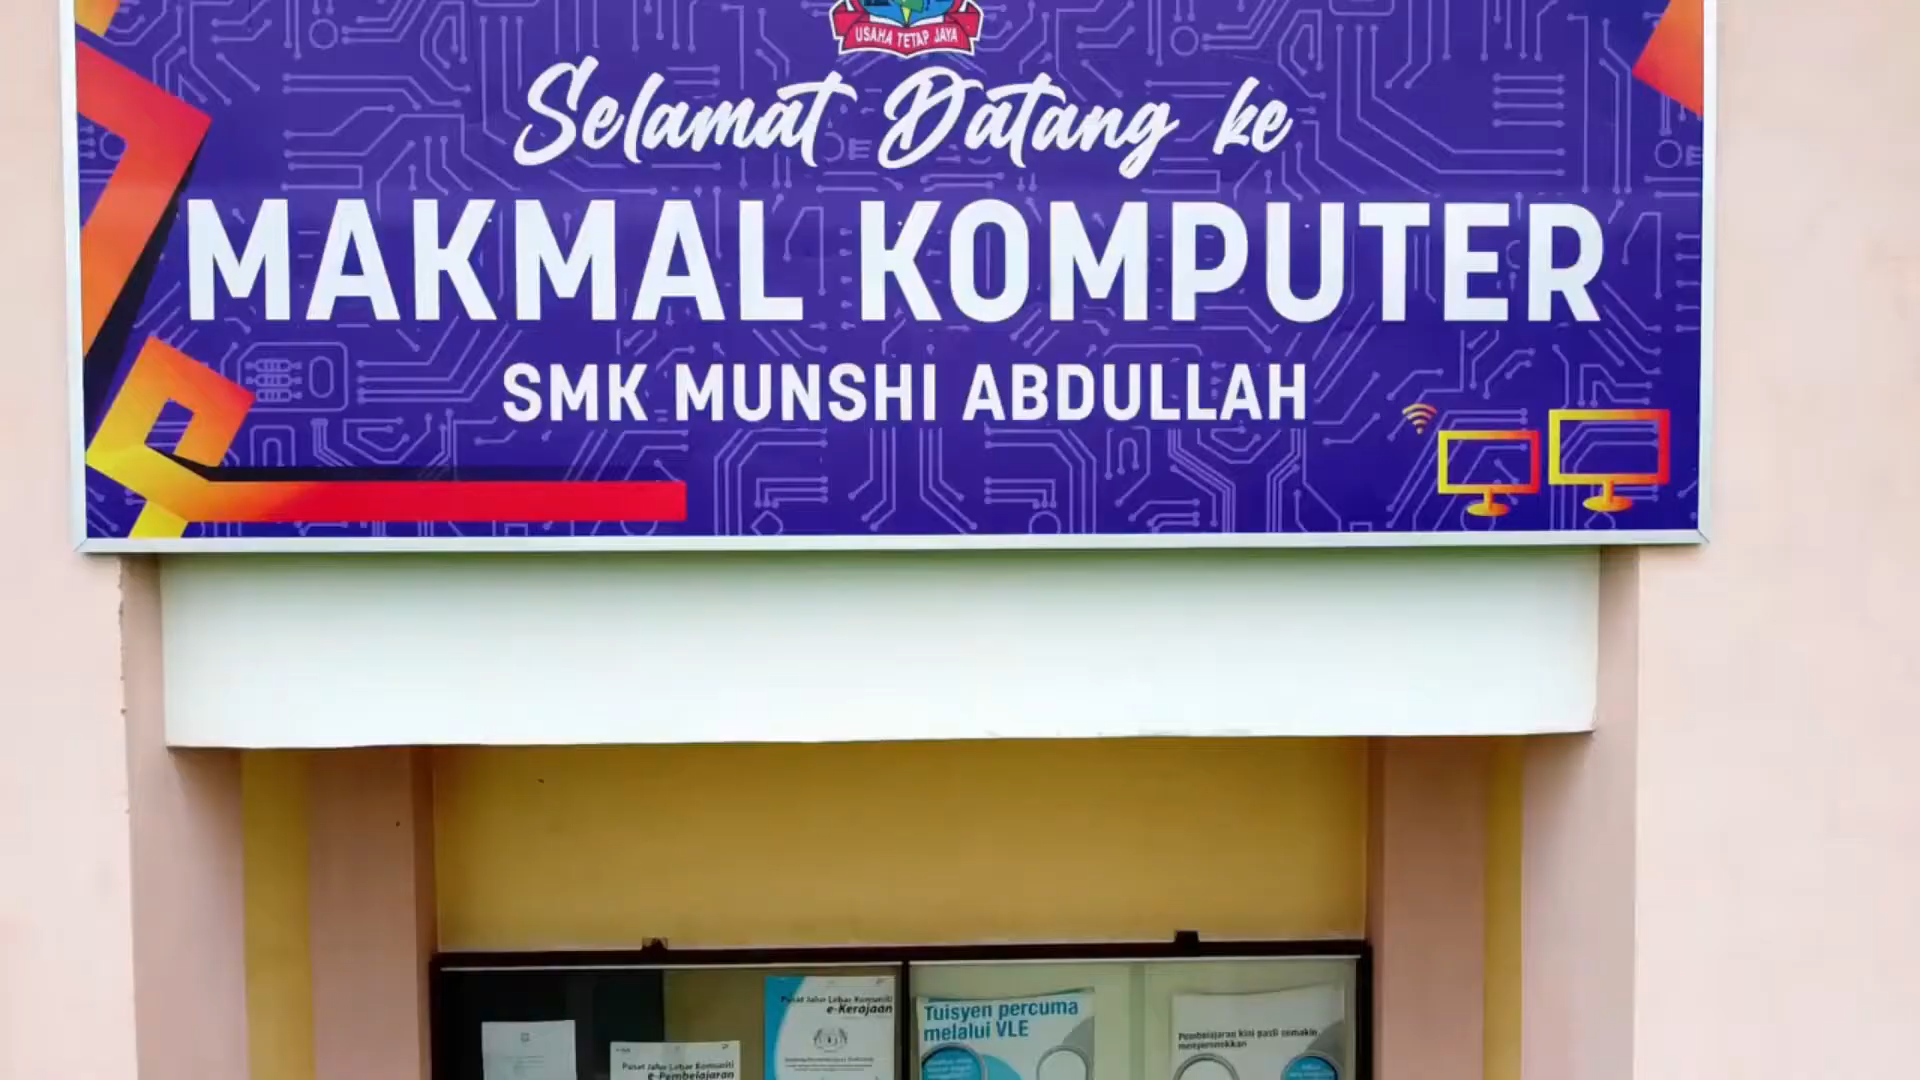 USAHA TETAP JAYA
Selamat Datang ke
MAKMAL KOMPUTER
SMK MUNSHI ABDULLAH
Pusat Jalur Lebar Komuniti
e-Kerajaan
Tuisyen percuma
melalui VLE
Pembelajaran kini pasti semakin
menyeronokkan
Pusat Jalur Lebar Komuniti
e-Pembelajaran